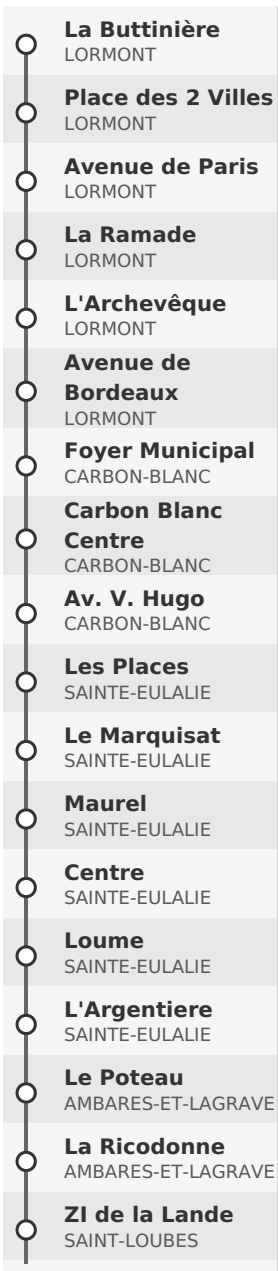 La Buttinière
LORMONT
Place des 2 Villes
LORMONT
Avenue de Paris
LORMONT
La Ramade
LORMONT
L'Archevêque
LORMONT
Avenue de
Bordeaux
LORMONT
Foyer Municipal
CARBON-BLANC
Carbon Blanc
Centre
CARBON-BLANC
Av. V. Hugo
CARBON-BLANC
Les Places
SAINTE-EULALIE
Le Marquisat
SAINTE-EULALIE
Maurel
SAINTE-EULALIE
Centre
SAINTE-EULALIE
Loume
SAINTE-EULALIE
L'Argentiere
SAINTE-EULALIE
Le Poteau
AMBARES-ET-LAGRAVE
La Ricodonne
AMBARES-ET-LAGRAVE
ZI de la Lande
SAINT-LOUBES